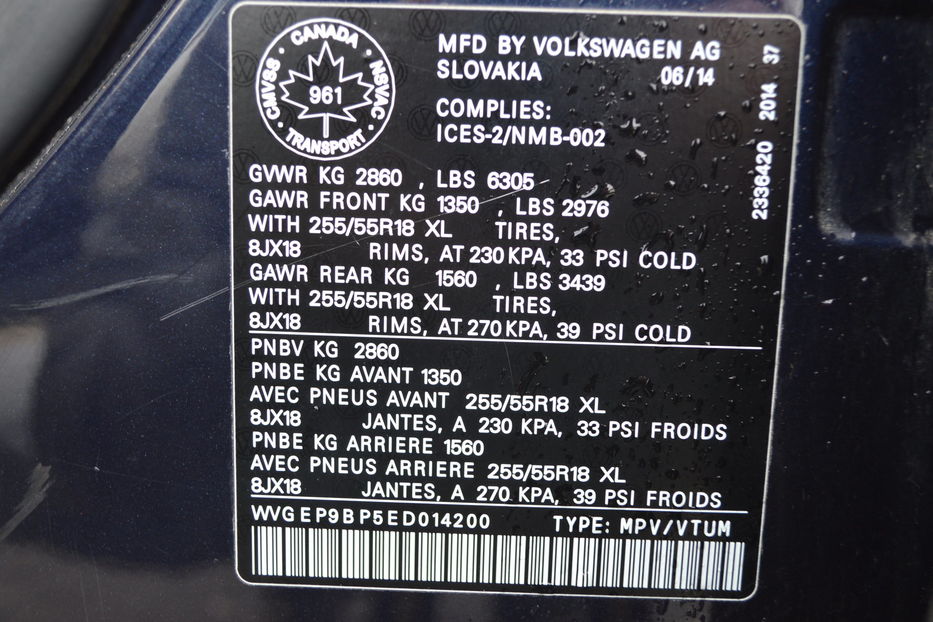 CANADA
CMVSS NSVAC
961
TRANSPORT
MFD BY VOLKSWAGEN AG
SLOVAKIA 06/14
COMPLIES:
ICES-2/NMB-002
2336420 2014 37
GVWR KG 2860 , LBS 6305
GAWR FRONT KG 1350 , LBS 2976
WITH 255/55R18 XL TIRES,
8JX18 RIMS, AT 230 KPA, 33 PSI COLD
GAWR REAR KG 1560 , LBS 3439
WITH 255/55R18 XL TIRES,
8JX18 RIMS, AT 270 KPA, 39 PSI COLD
PNBV KG 2860
PNBE KG AVANT 1350
AVEC PNEUS AVANT 255/55R18 XL
8JX18 JANTES, A 230 KPA, 33 PSI FROIDS
PNBE KG ARRIERE 1560
AVEC PNEUS ARRIERE 255/55R18 XL
8JX18 JANTES, A 270 KPA, 39 PSI FROIDS
WVGEP9BP5ED014200 TYPE: MPV/VTUM